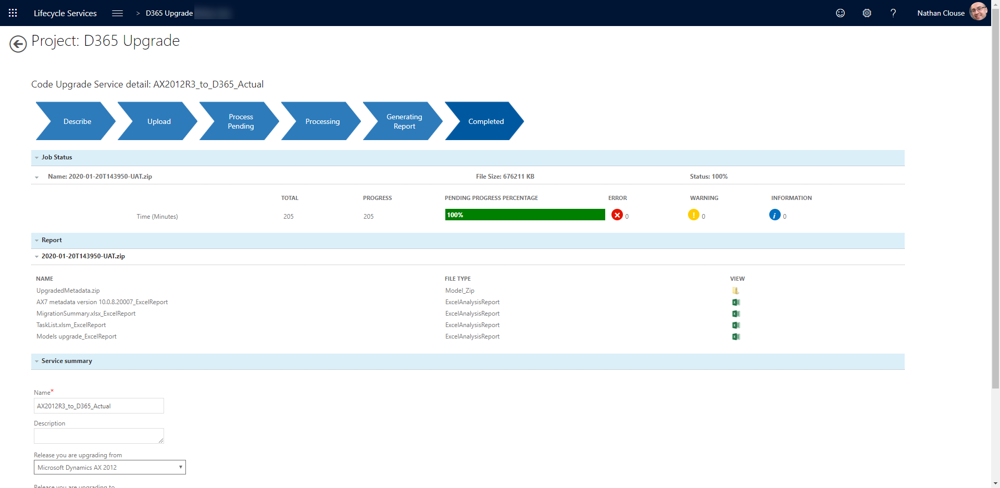 Lifecycle Services > D365 Upgrade ? Nathan Clouse
Project: D365 Upgrade
Code Upgrade Service detail: AX2012R3_to_D365_Actual
Describe Upload Process Pending Processing Generating Report Completed
Job Status
Name: 2020-01-20T143950-UAT.zip File Size: 676211 KB Status: 100%
TOTAL PROGRESS PENDING PROGRESS PERCENTAGE ERROR WARNING INFORMATION
Time (Minutes) 205 205 100% 0 0 0
Report
2020-01-20T143950-UAT.zip
NAME FILE TYPE VIEW
UpgradedMetadata.zip Model_Zip
AX7 metadata version 10.0.8.20007_ExcelReport ExcelAnalysisReport
MigrationSummary.xlsx_ExcelReport ExcelAnalysisReport
TaskList.xlsm_ExcelReport ExcelAnalysisReport
Models upgrade_ExcelReport ExcelAnalysisReport
Service summary
Name*
AX2012R3_to_D365_Actual
Description
Release you are upgrading from
Microsoft Dynamics AX 2012
Release you are upgrading to